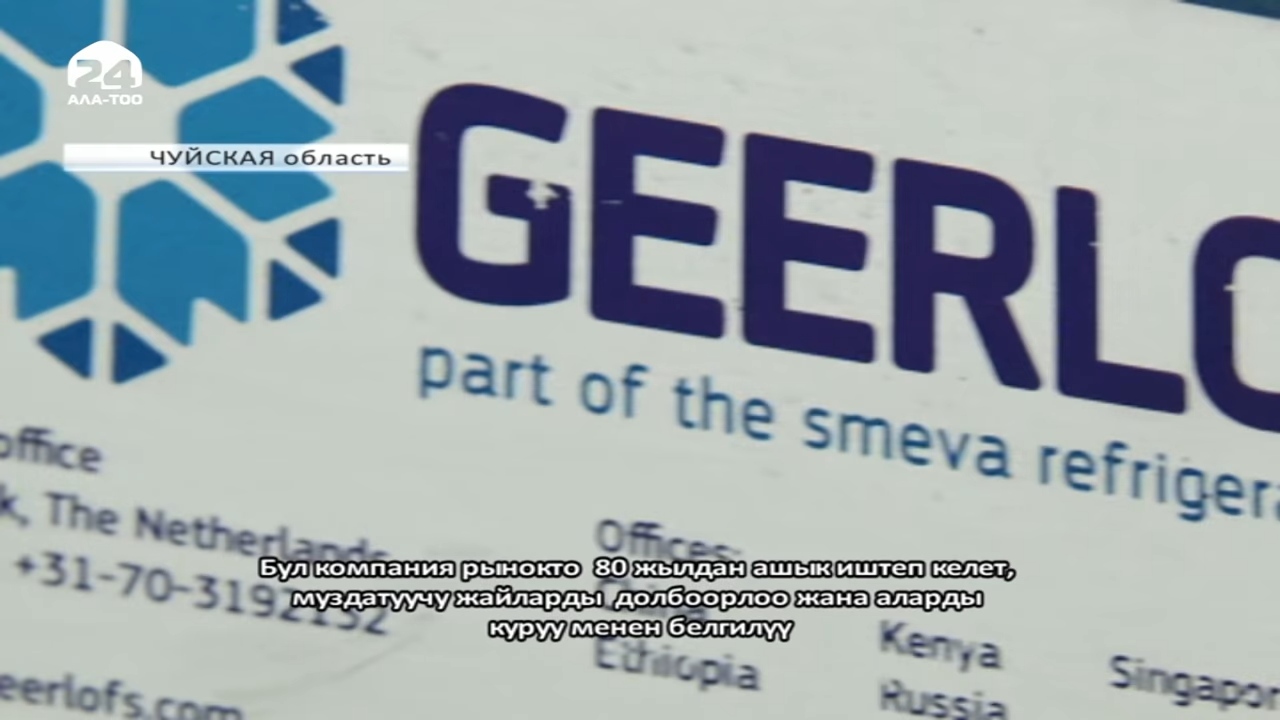 24
АЛА-ТОО
ЧУЙСКАЯ область
GEERLO
part of the smeva refrigera
office
k, The Netherlands
+31-70-3192152
eerlofs.com
Offices:
China
Ethiopia
Kenya
Russia
Singapor
Бул компания рынокто 80 жылдан ашык иштеп келет,
муздатуучу жайларды долбоорлоо жана аларды
куруу менен белгилүү